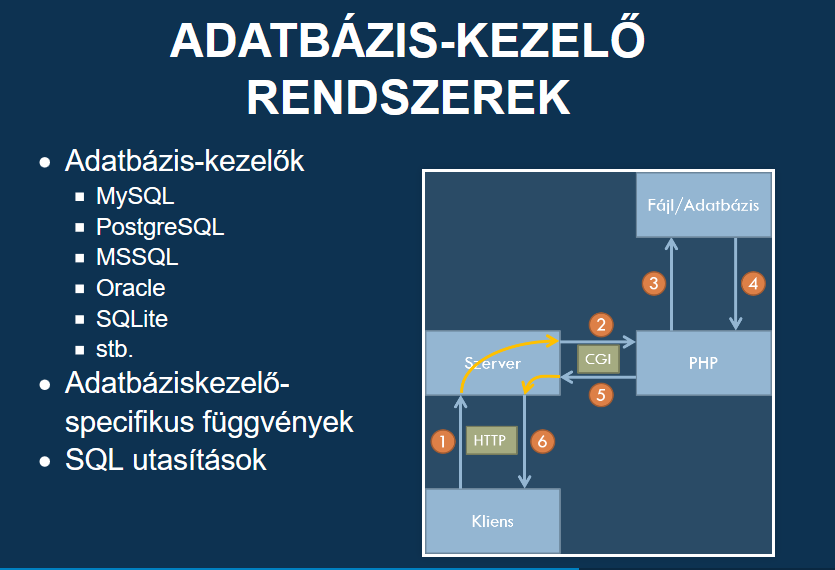 ADATBÁZIS-KEZELŐ
RENDSZEREK
Adatbázis-kezelők
MySQL
PostgreSQL
MSSQL
Oracle
SQLite
stb.
Adatbáziskezelő-
specifikus függvények
SQL utasítások
Fájl/Adatbázis
3
4
2
Szerver
CGI
PHP
5
1
HTTP
6
Kliens